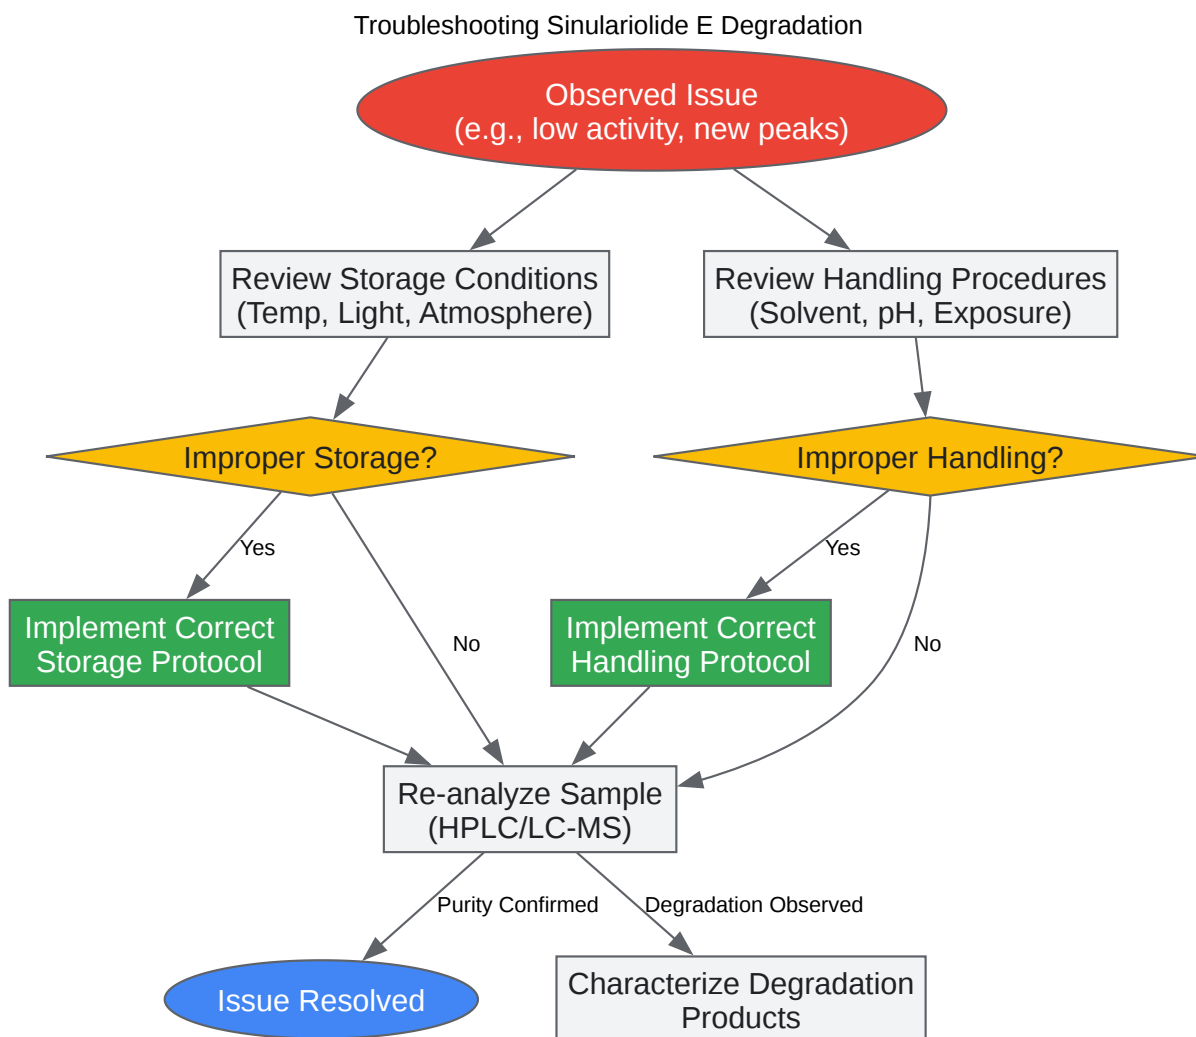 Troubleshooting Sinulariolide E Degradation
Observed Issue
(e.g., low activity, new peaks)
Review Storage Conditions
(Temp, Light, Atmosphere)
Review Handling Procedures
(Solvent, pH, Exposure)
Improper Storage?
Improper Handling?
Yes
Yes
Implement Correct
Storage Protocol
No
Implement Correct
Handling Protocol
No
Re-analyze Sample
(HPLC/LC-MS)
Purity Confirmed
Degradation Observed
Issue Resolved
Characterize Degradation
Products